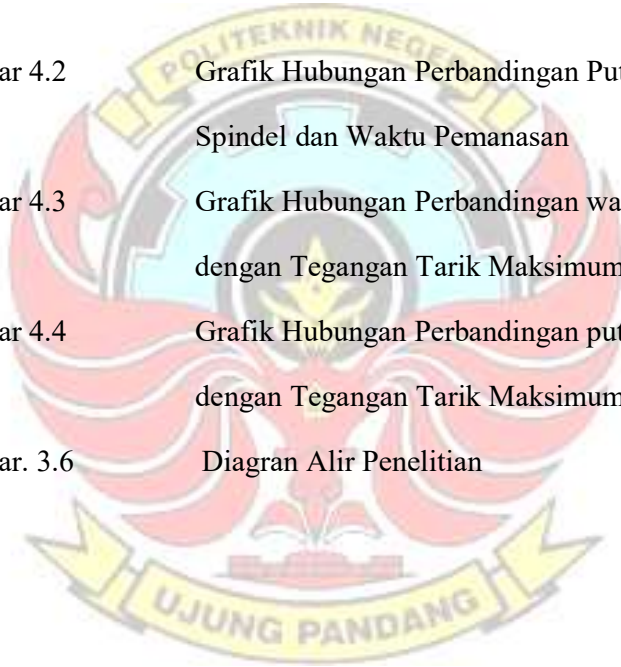 POLITEKNIK NEGE
ar 4.2 Grafik Hubungan Perbandingan Put
Spindel dan Waktu Pemanasan
ar 4.3 Grafik Hubungan Perbandingan wa
dengan Tegangan Tarik Maksimum
ar 4.4 Grafik Hubungan Perbandingan put
dengan Tegangan Tarik Maksimum
ar. 3.6 Diagran Alir Penelitian
UJUNG PANDANG